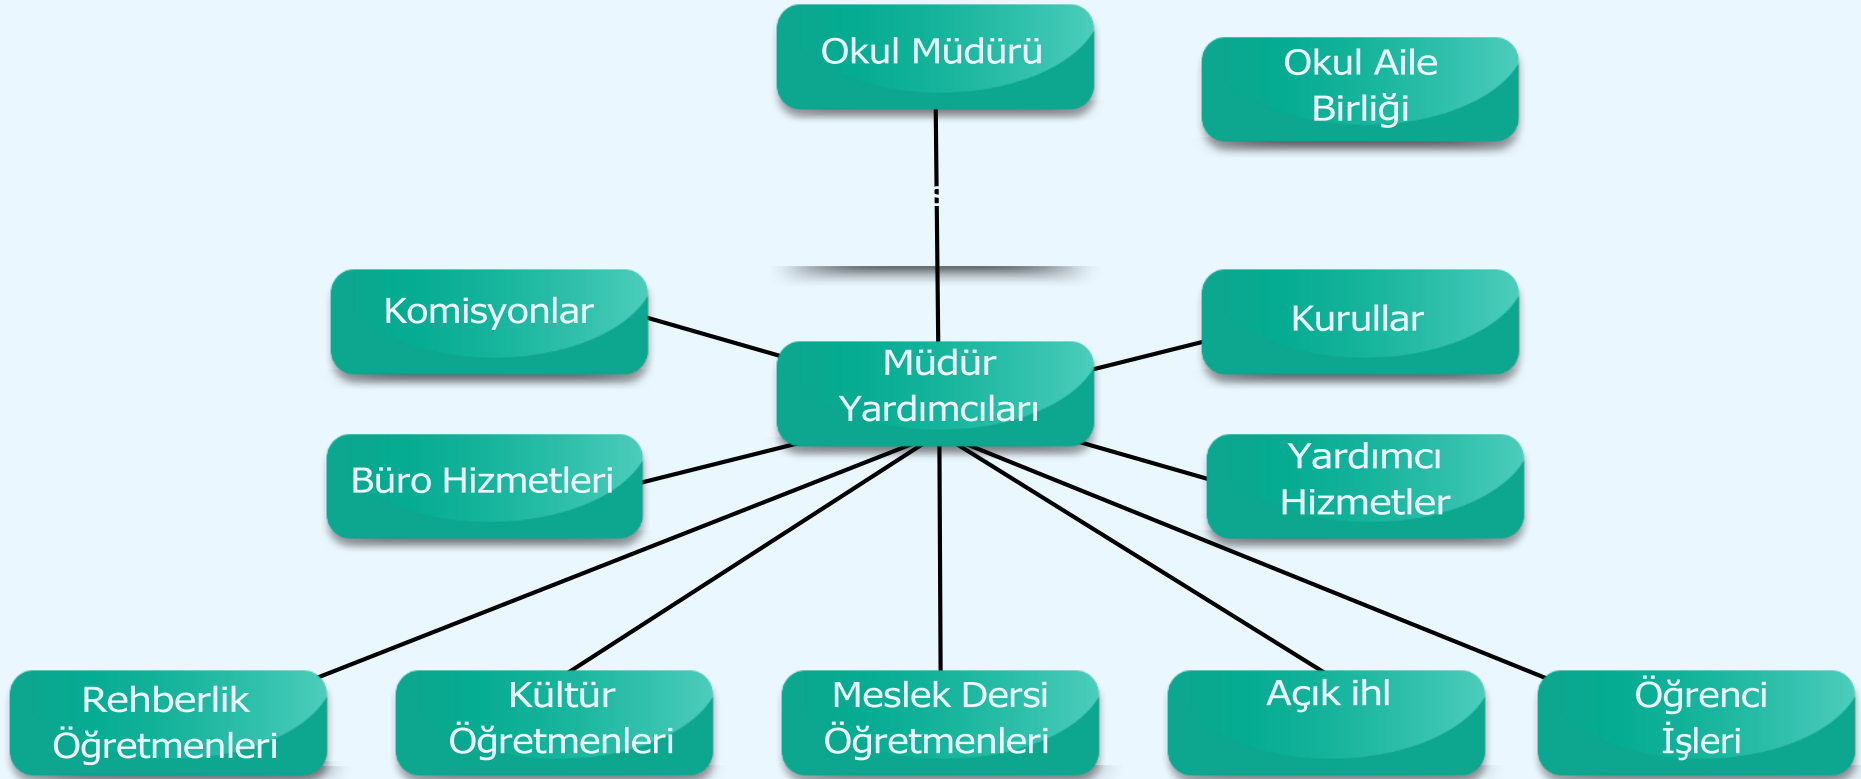 Okul Müdürü
Okul Aile
Birliği
Komisyonlar
Kurullar
Müdür
Yardımcıları
Büro Hizmetleri
Yardımcı
Hizmetler
Rehberlik
Öğretmenleri
Kültür
Öğretmenleri
Meslek Dersi
Öğretmenleri
Açık ihl
Öğrenci
İşleri